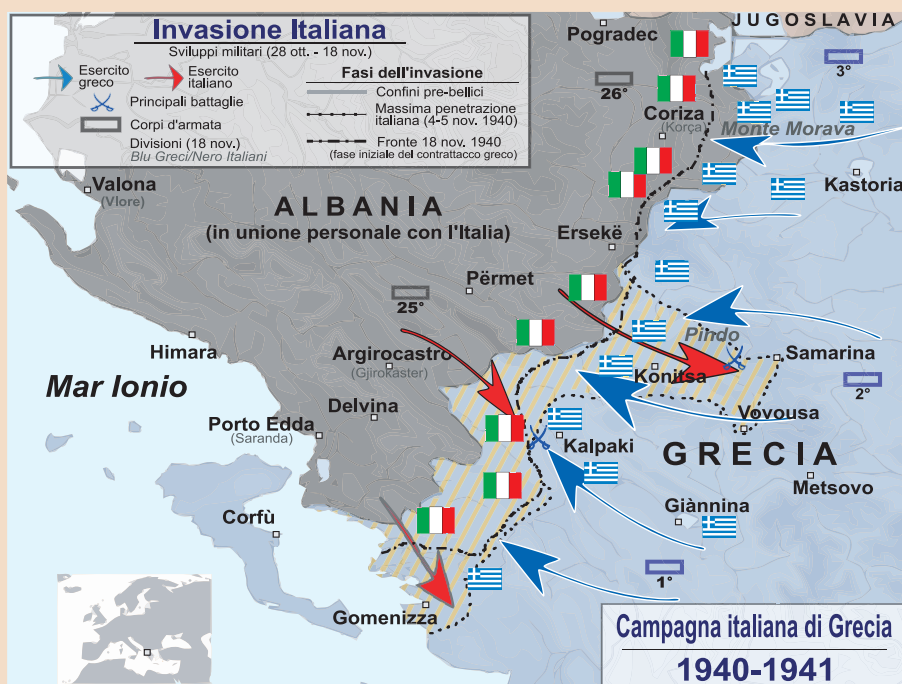 Invasione Italiana
Sviluppi militari (28 ott. - 18 nov.)
Esercito
greco
Esercito
italiano
Principali battaglie
Corpi d'armata
Divisioni (18 nov.)
Blu Greci/Nero Italiani
Fasi dell'invasione
Confini pre-bellici
Massima penetrazione
italiana (4-5 nov. 1940)
Fronte 18 nov. 1940
(fase iniziale del contrattacco greco)
JUGOSLAVIA
Pogradec
3°
26°
Coriza
(Korça)
Monte Morava
Kastoria
Valona
(Vlore)
ALBANIA
(in unione personale con l'Italia)
Ersekë
Përmet
25°
Pindo
Himara
Argirocastro
(Gjirokaster)
Samarina
Konitsa
2°
Mar Ionio
Delvina
Vovousa
Porto Edda
(Saranda)
Kalpaki
GRECIA
Metsovo
Giànnina
Corfù
1°
Gomenizza
Campagna italiana di Grecia
1940-1941